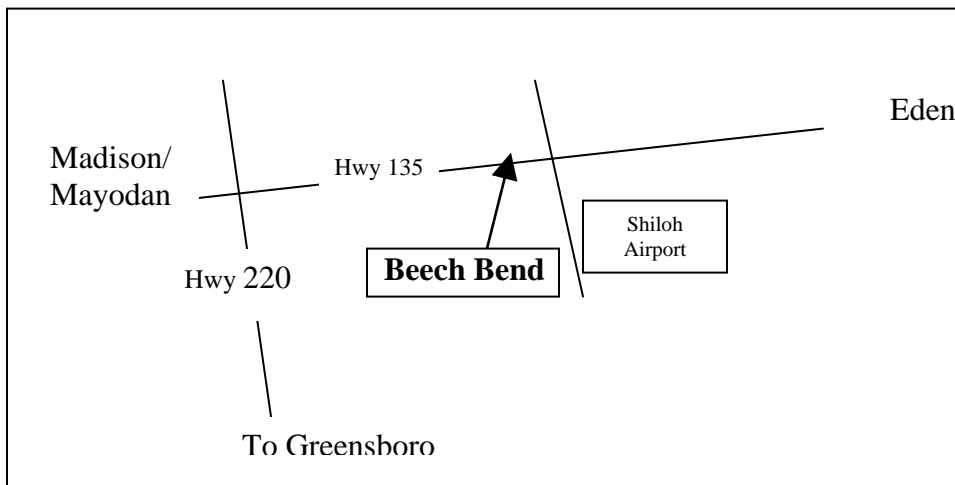 Eden
Madison/
Mayodan
Hwy 135
Shiloh
Airport
Beech Bend
Hwy 220
To Greensboro